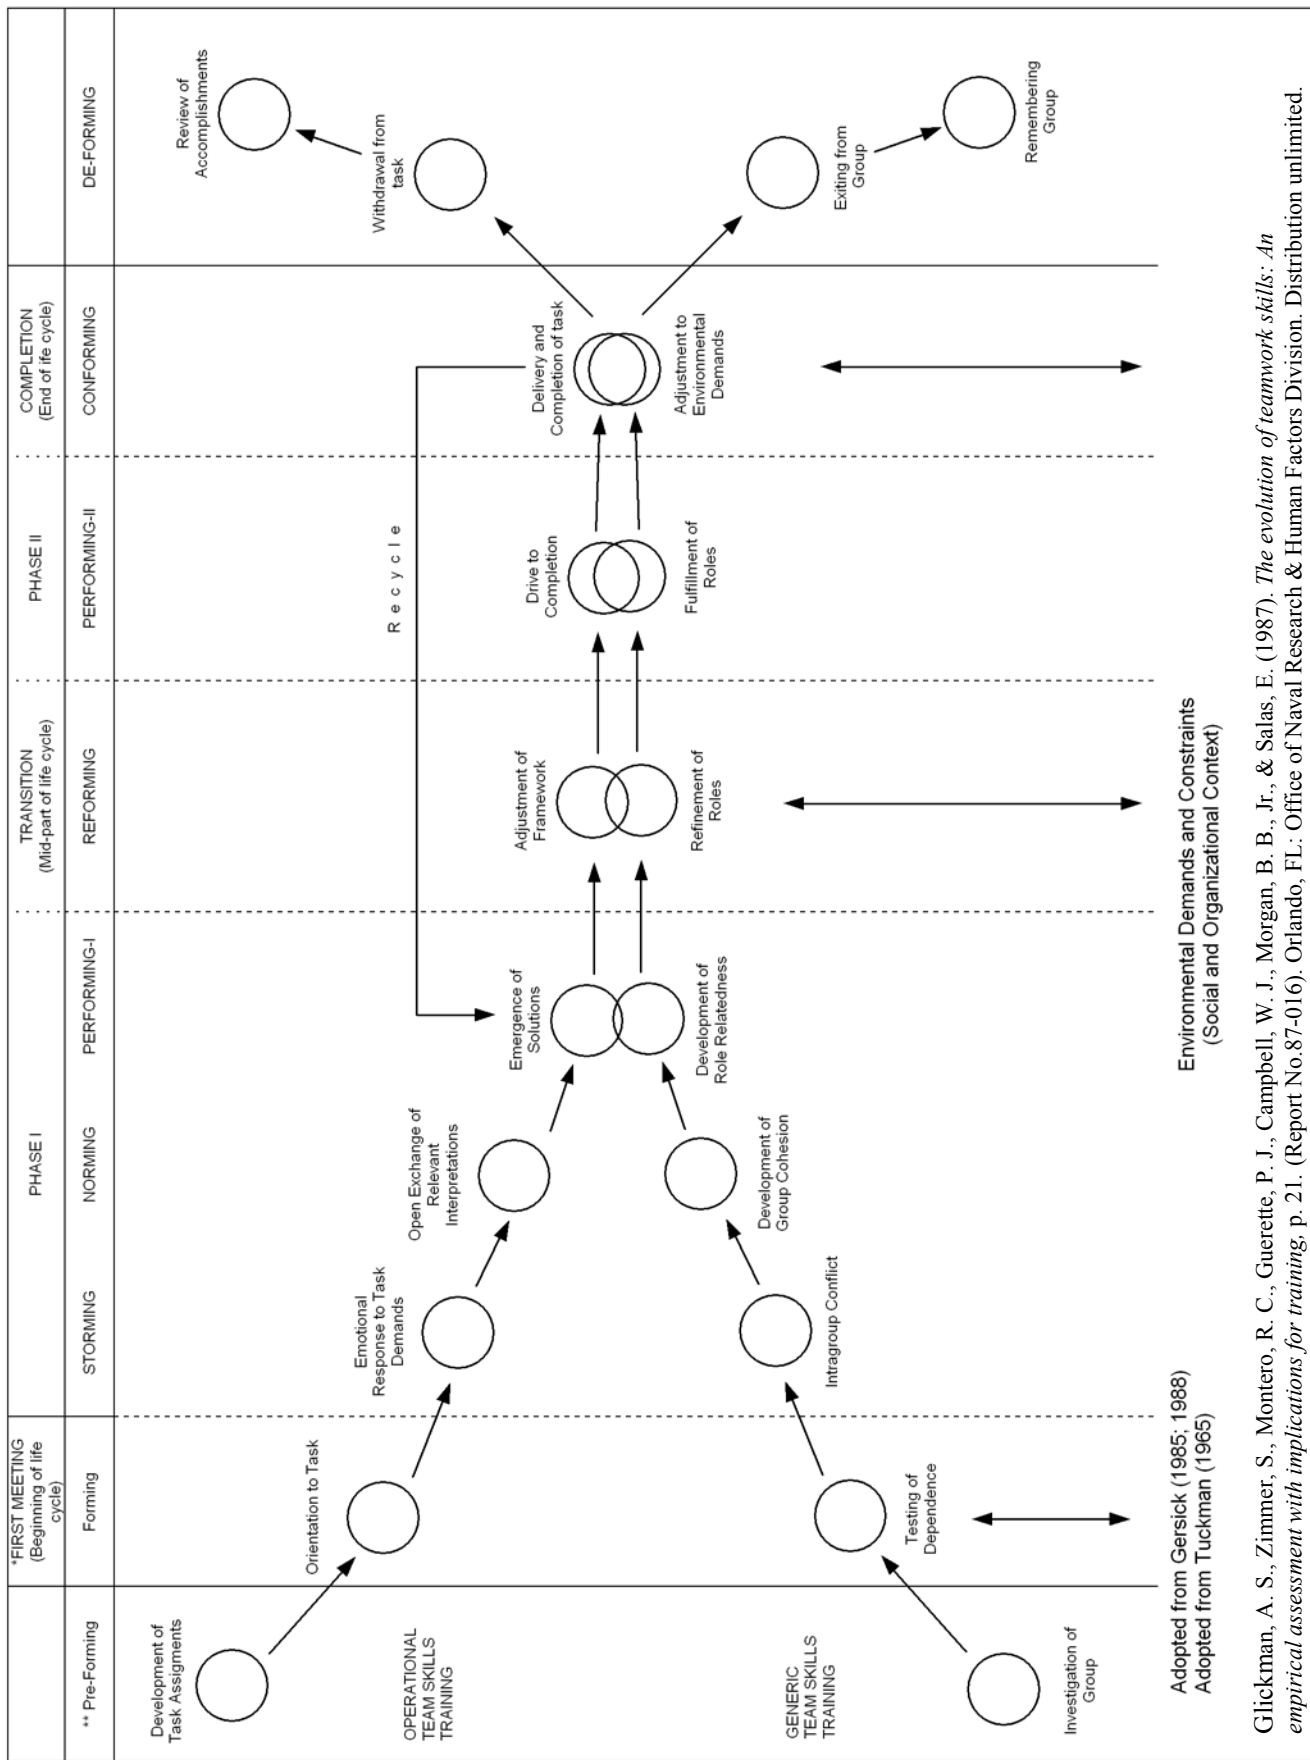 *FIRST MEETING
(Beginning of life
cycle)
PHASE I
TRANSITION
(Mid-part of life cycle)
PHASE II
COMPLETION
(End of ife cycle)
** Pre-Forming
Forming
STORMING
NORMING
PERFORMING-I
REFORMING
PERFORMING-II
CONFORMING
DE-FORMING
Development of
Task Assigments
Orientation to Task
Emotional
Response to Task
Demands
Open Exchange of
Relevant
Interpretations
Emergence of
Solutions
Adjustment of
Framework
Drive to
Completion
Delivery and
Completion of task
Withdrawal from
task
Review of
Accomplishments
Recycle
OPERATIONAL
TEAM SKILLS
TRAINING
GENERIC
TEAM SKILLS
TRAINING
Investigation of
Group
Testing of
Dependence
Intragroup Conflict
Development of
Group Cohesion
Development of
Role Relatedness
Refinement of
Roles
Fulfillment of
Roles
Adjustment to
Environmental
Demands
Exiting from
Group
Remembering
Group
Adopted from Gersick (1985; 1988)
Adopted from Tuckman (1965)
Environmental Demands and Constraints
(Social and Organizational Context)
Glickman, A. S., Zimmer, S., Montero, R. C., Guerette, P. J., Campbell, W. J., Morgan, B. B., Jr., & Salas, E. (1987). The evolution of teamwork skills: An
empirical assessment with implications for training, p. 21. (Report No.87-016). Orlando, FL: Office of Naval Research & Human Factors Division. Distribution unlimited.